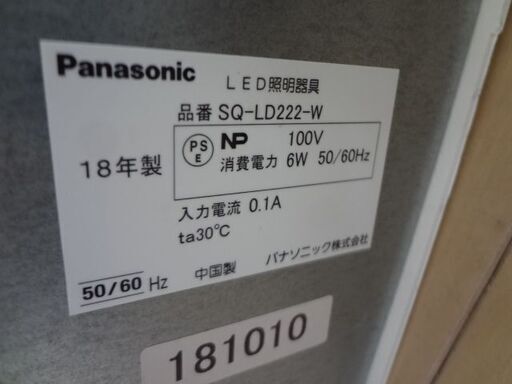 Panasonic
LED照明器具
品番 SQ-LD222-W
18年製
PS
E
NP 100V
消費電力 6W 50/60Hz
入力電流 0.1A
ta30℃
50/60 Hz
中国製
パナソニック株式会社
181010